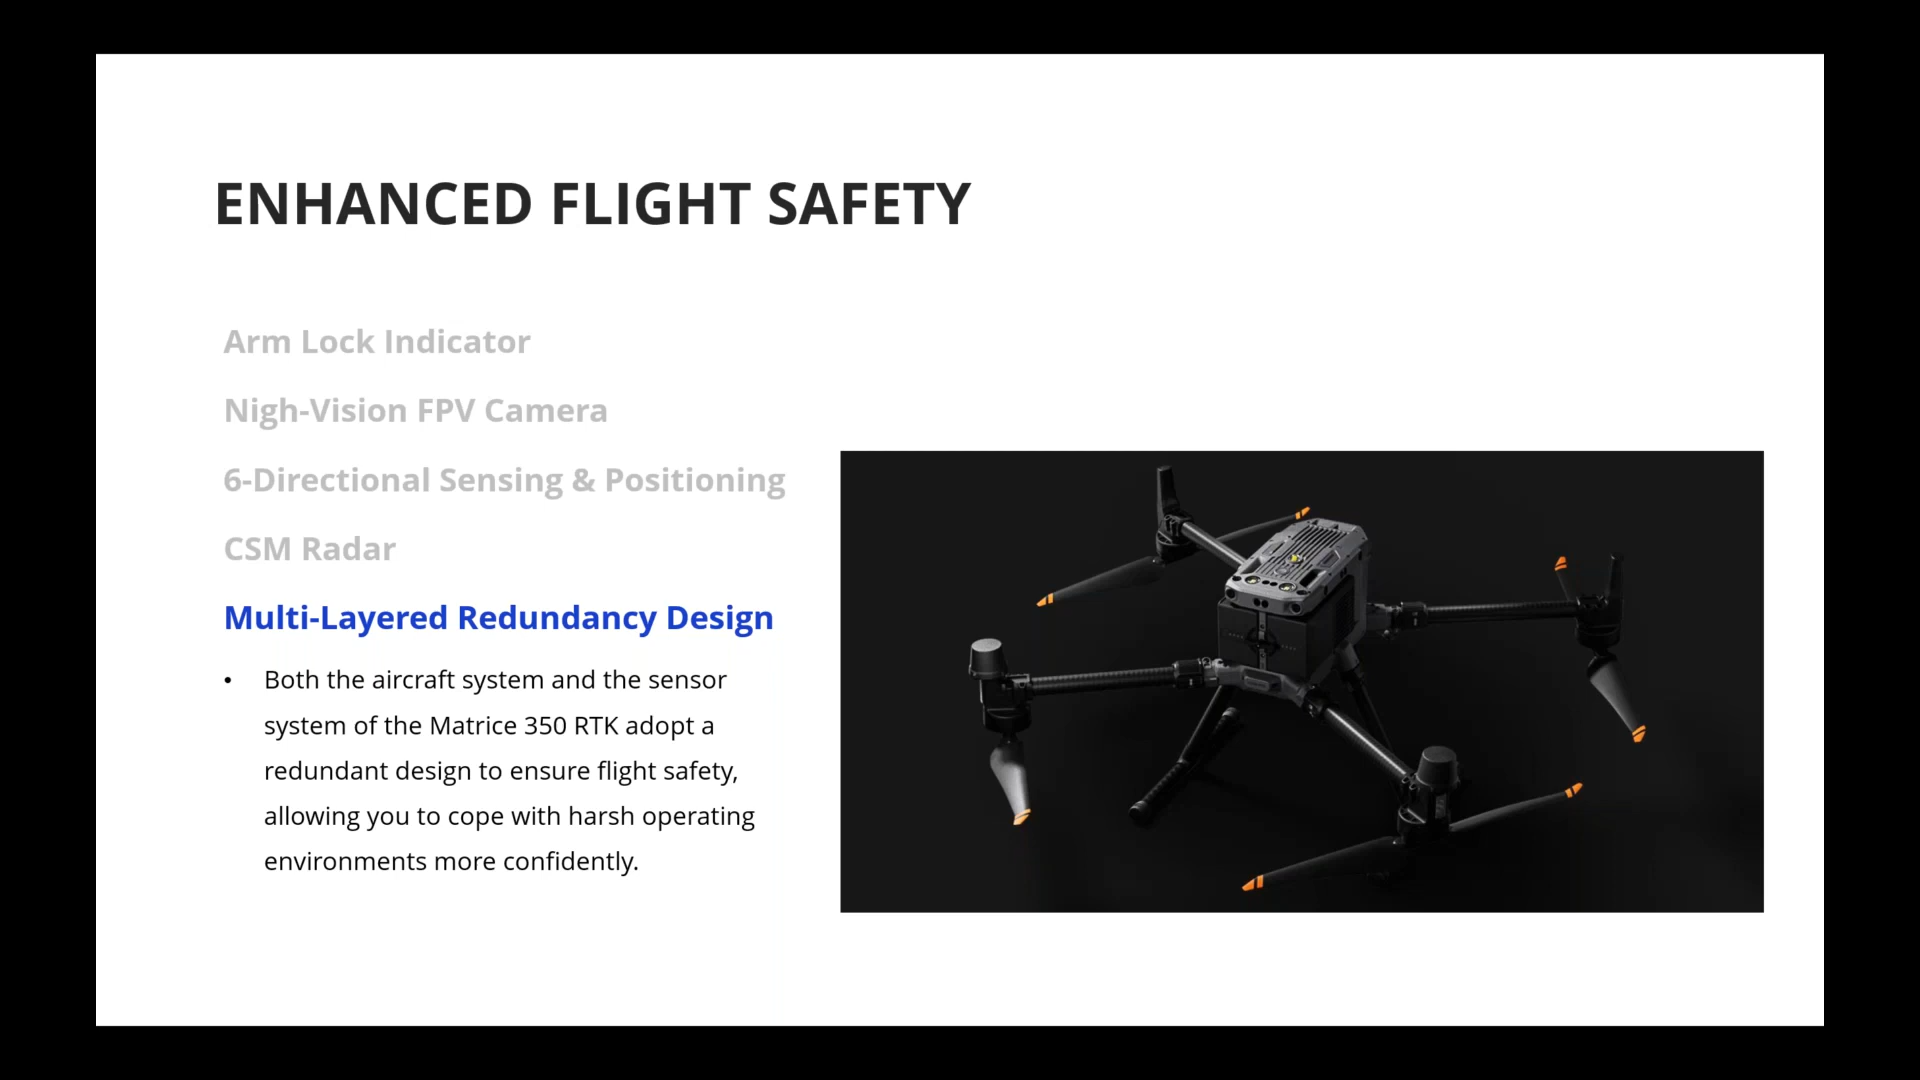 ENHANCED FLIGHT SAFETY
Arm Lock Indicator
Nigh-Vision FPV Camera
6-Directional Sensing & Positioning
CSM Radar
Multi-Layered Redundancy Design
• Both the aircraft system and the sensor
system of the Matrice 350 RTK adopt a
redundant design to ensure flight safety,
allowing you to cope with harsh operating
environments more confidently.